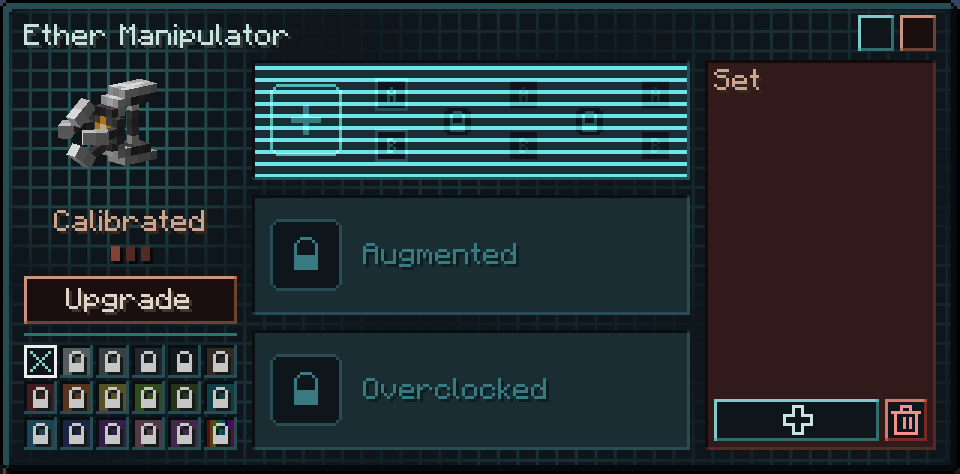 Ether Manipulator
Set
A A A
B B B
Calibrated
Augmented
Upgrade
Overclocked